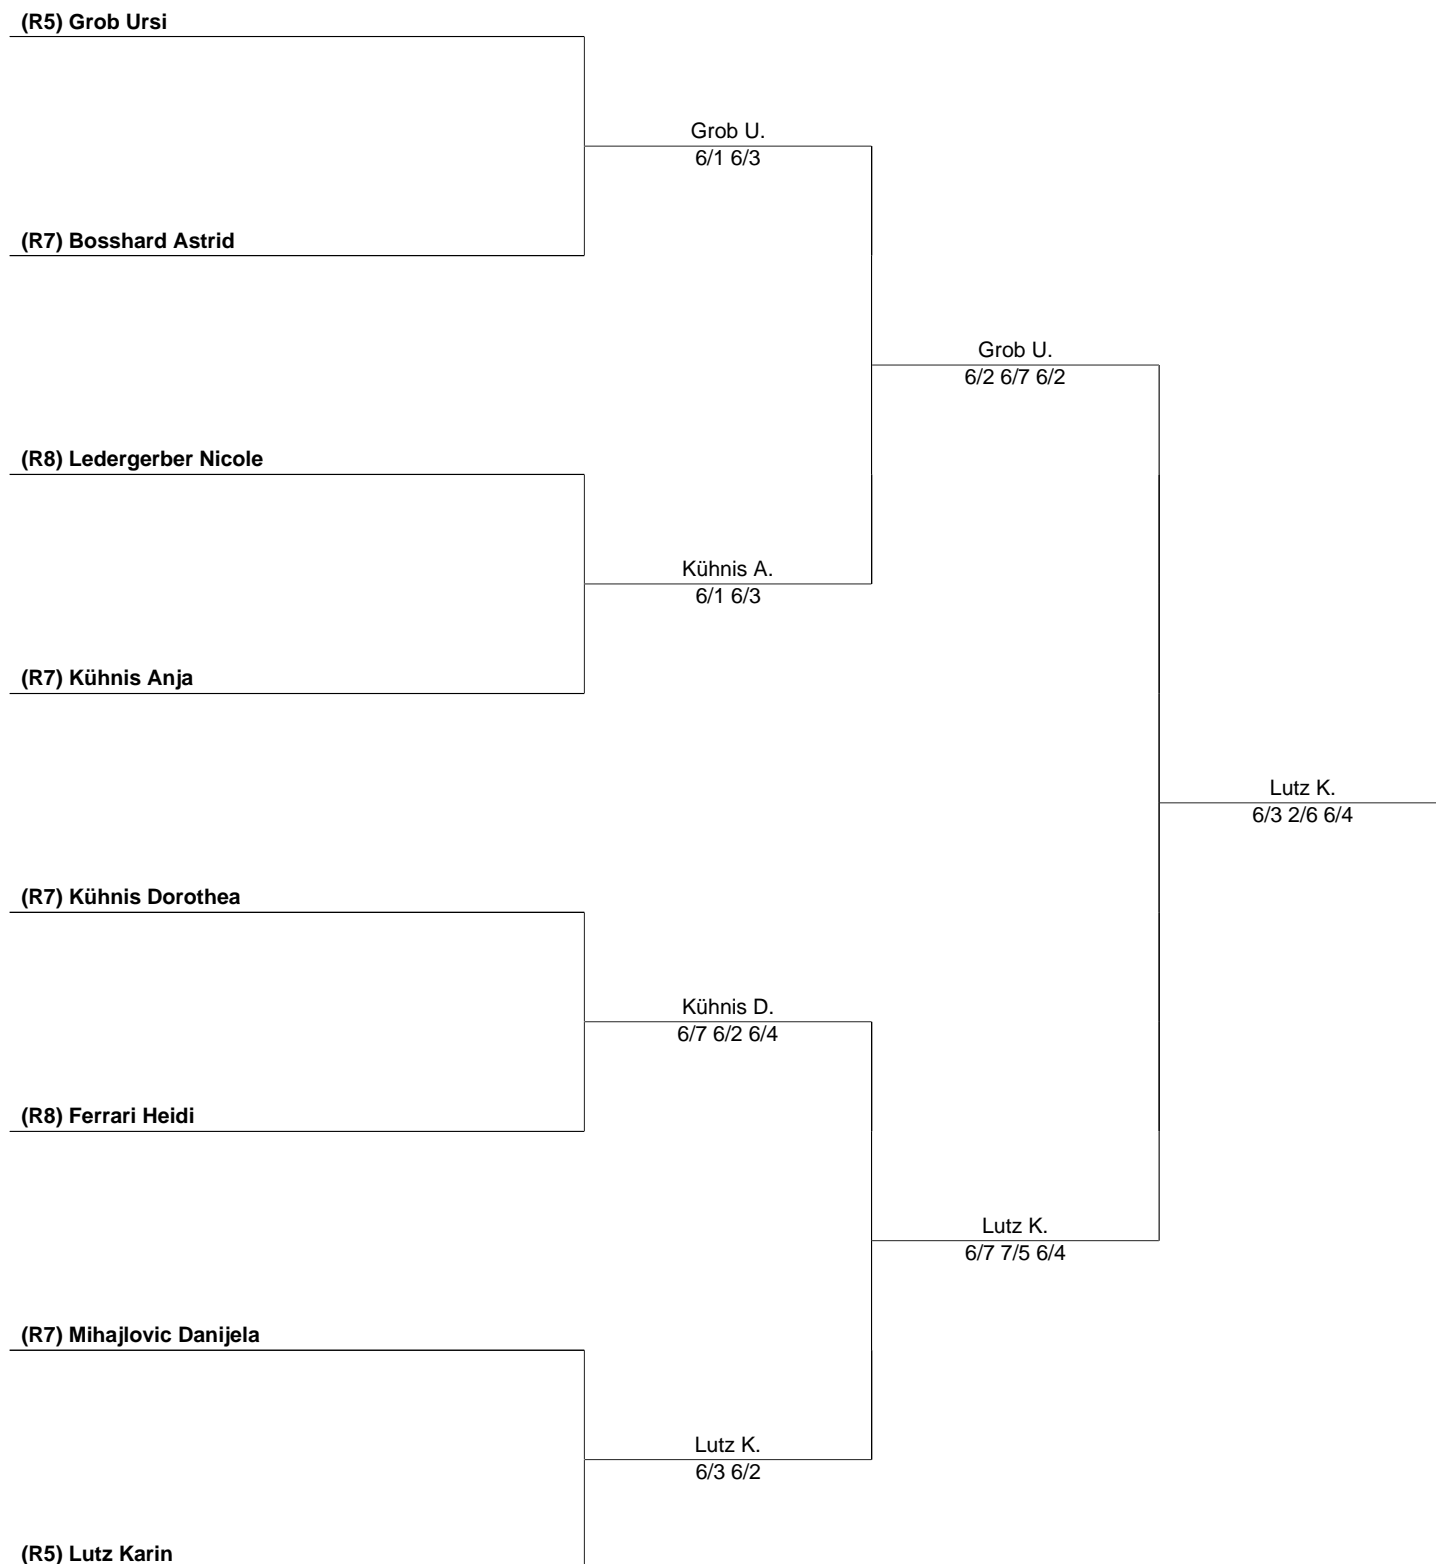 (R5) Grob Ursi
Grob U.
6/1 6/3
(R7) Bosshard Astrid
Grob U.
6/2 6/7 6/2
(R8) Ledergerber Nicole
Kühnis A.
6/1 6/3
(R7) Kühnis Anja
Lutz K.
6/3 2/6 6/4
(R7) Kühnis Dorothea
Kühnis D.
6/7 6/2 6/4
(R8) Ferrari Heidi
Lutz K.
6/7 7/5 6/4
(R7) Mihajlovic Danijela
Lutz K.
6/3 6/2
(R5) Lutz Karin